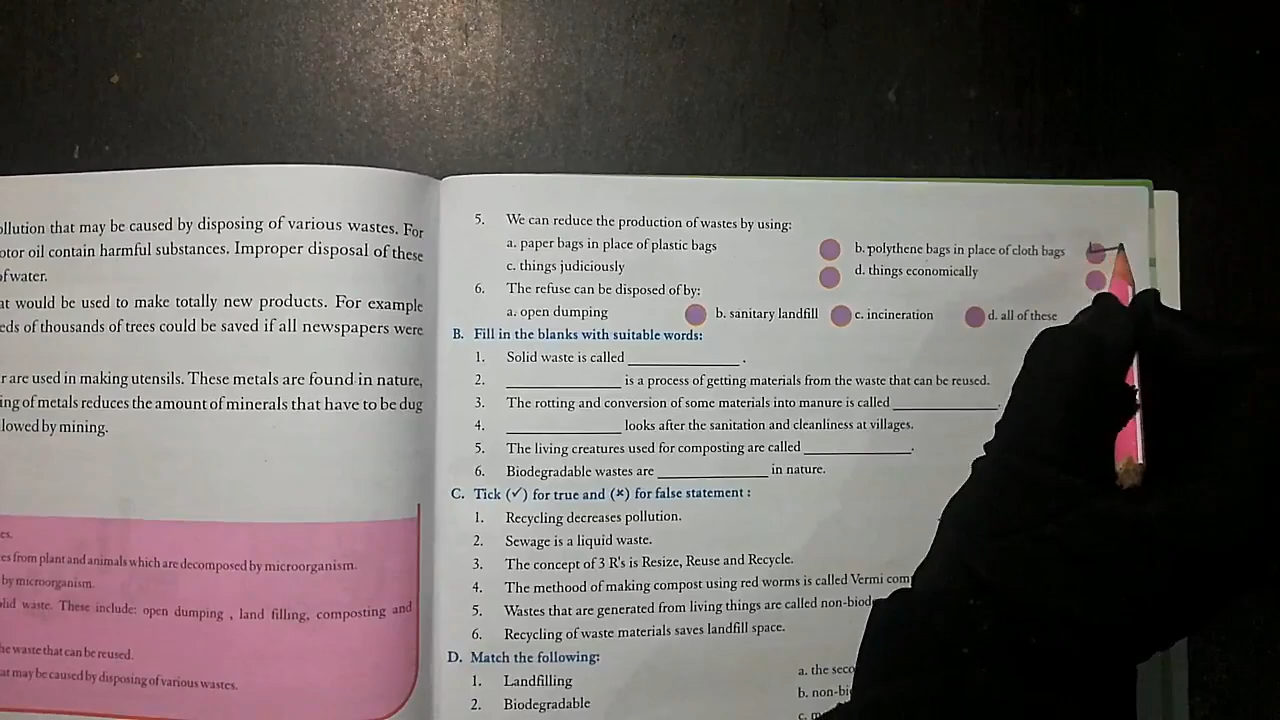 ollution that may be caused by disposing of various wastes. For
otor oil contain harmful substances. Improper disposal of these
of water.
at would be used to make totally new products. For example
eds of thousands of trees could be saved if all newspapers were
r are used in making utensils. These metals are found in nature,
ing of metals reduces the amount of minerals that have to be dug
lowed by mining.
es.
es from plant and animals which are decomposed by microorganism.
by microorganism.
olid waste. These include: open dumping , land filling, composting and
he waste that can be reused.
at may be caused by disposing of various wastes.
5. We can reduce the production of wastes by using:
a. paper bags in place of plastic bags b. polythene bags in place of cloth bags
c. things judiciously d. things economically
6. The refuse can be disposed of by:
a. open dumping b. sanitary landfill c. incineration d. all of these
B. Fill in the blanks with suitable words:
1. Solid waste is called ____________.
2. ____________ is a process of getting materials from the waste that can be reused.
3. The rotting and conversion of some materials into manure is called ____________.
4. ____________ looks after the sanitation and cleanliness at villages.
5. The living creatures used for composting are called ____________.
6. Biodegradable wastes are ____________ in nature.
C. Tick (✓) for true and (×) for false statement :
1. Recycling decreases pollution.
2. Sewage is a liquid waste.
3. The concept of 3 R's is Resize, Reuse and Recycle.
4. The methood of making compost using red worms is called Vermi com
5. Wastes that are generated from living things are called non-biod
6. Recycling of waste materials saves landfill space.
D. Match the following:
1. Landfilling a. the seco
2. Biodegradable b. non-bi
c.